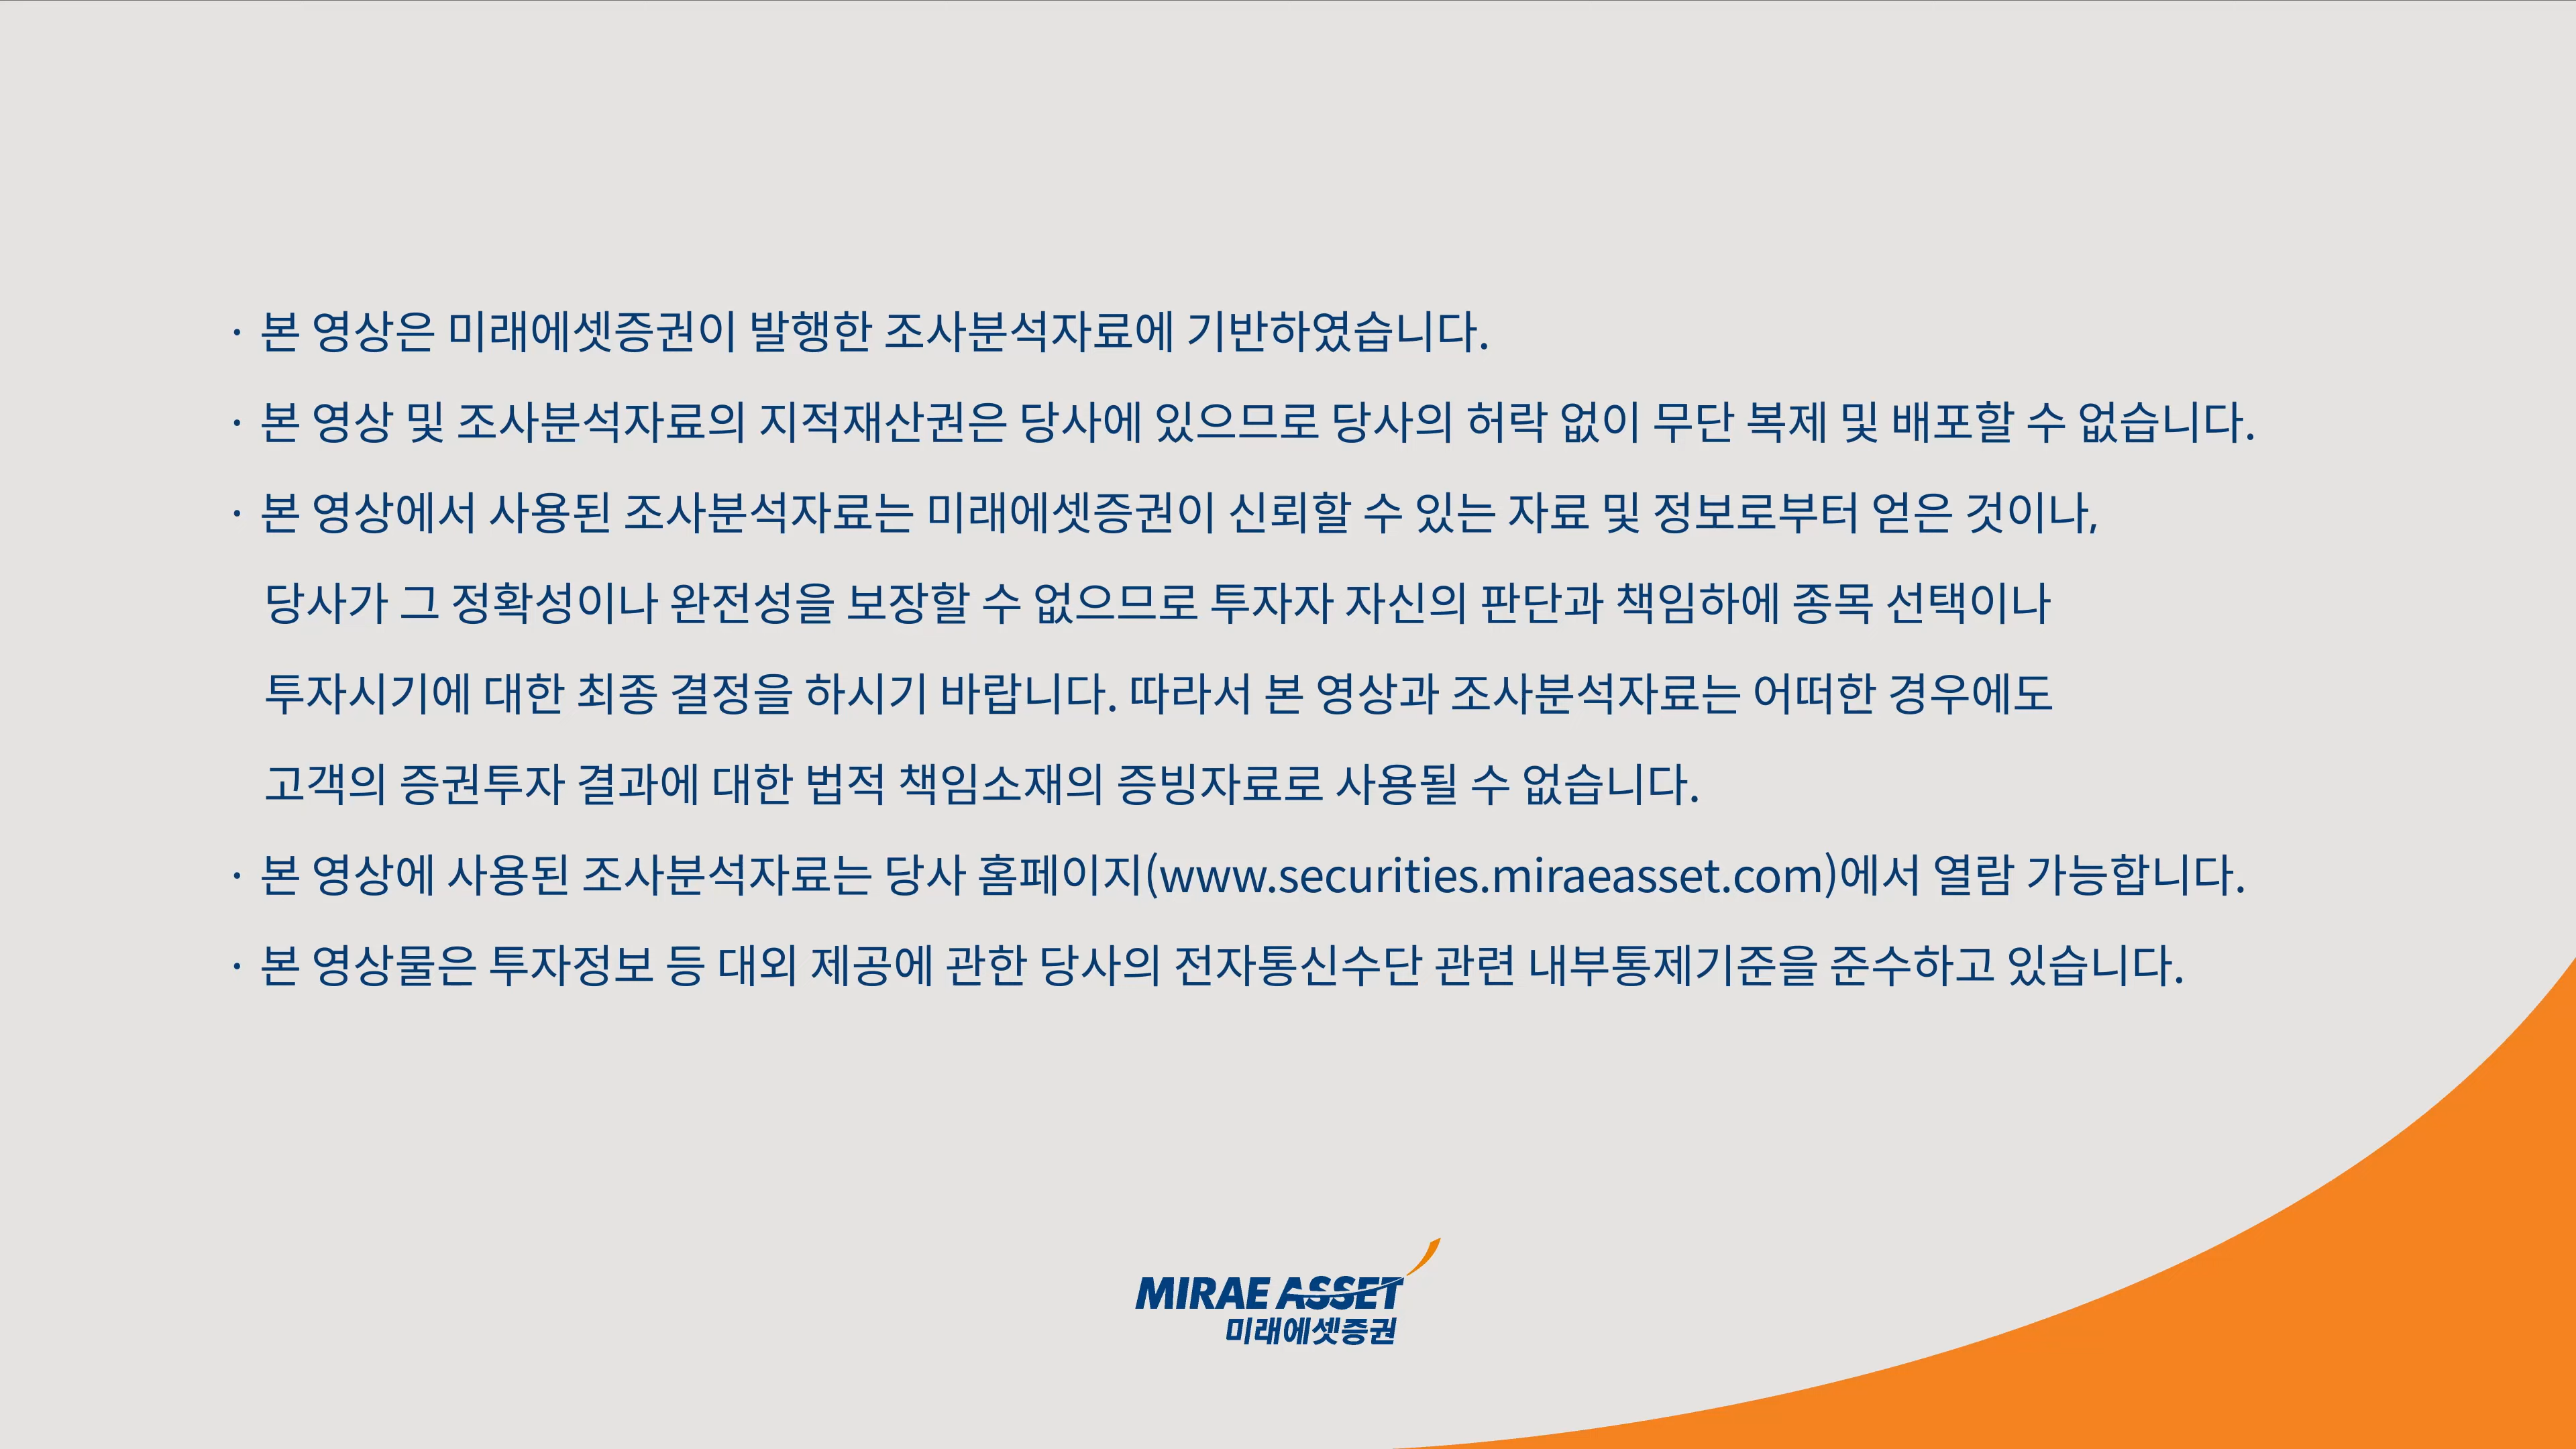 · 본 영상은 미래에셋증권이 발행한 조사분석자료에 기반하였습니다.
· 본 영상 및 조사분석자료의 지적재산권은 당사에 있으므로 당사의 허락 없이 무단 복제 및 배포할 수 없습니다.
· 본 영상에서 사용된 조사분석자료는 미래에셋증권이 신뢰할 수 있는 자료 및 정보로부터 얻은 것이나,
당사가 그 정확성이나 완전성을 보장할 수 없으므로 투자자 자신의 판단과 책임하에 종목 선택이나
투자시기에 대한 최종 결정을 하시기 바랍니다. 따라서 본 영상과 조사분석자료는 어떠한 경우에도
고객의 증권투자 결과에 대한 법적 책임소재의 증빙자료로 사용될 수 없습니다.
· 본 영상에 사용된 조사분석자료는 당사 홈페이지(www.securities.miraeasset.com)에서 열람 가능합니다.
· 본 영상물은 투자정보 등 대외 제공에 관한 당사의 전자통신수단 관련 내부통제기준을 준수하고 있습니다.
MIRAE ASSET
미래에셋증권